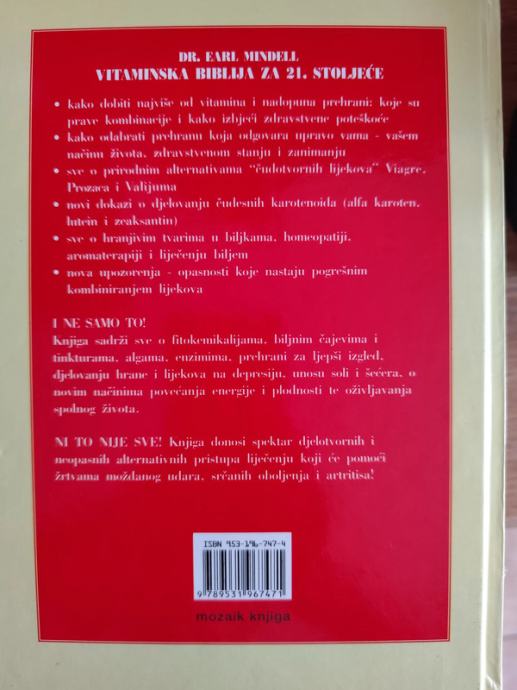 DR. EARL MINDELL
VITAMINSKA BIBLIJA ZA 21. STOLJEĆE
• kako dobiti najviše od vitamina i nadopuna prehrani; koje su
prave kombinacije i kako izbjeći zdravstvene poteškoće
• kako odabrati prehranu koja odgovara upravo vama - vašem
načinu života, zdravstvenom stanju i zanimanju
• sve o prirodnim alternativama "čudotvornih lijekova" Viagre,
Prozaca i Valijuma
• novi dokazi o djelovanju čudesnih karotenoida (alfa karoten,
lutein i zeaksantin)
• sve o hranjivim tvarima u biljkama, homeopatiji,
aromaterapiji i liječenju biljem
• nova upozorenja - opasnosti koje nastaju pogrešnim
kombiniranjem lijekova
I NE SAMO TO!
Knjiga sadrži sve o fitokemikalijama, biljnim čajevima i
tinkturama, algama, enzimima, prehrani za ljepši izgled,
djelovanju hrane i lijekova na depresiju, unosu soli i šećera, o
novim načinima povećanja energije i plodnosti te oživljavanja
spolnog života.
NI TO NIJE SVE! Knjiga donosi spektar djelotvornih i
neopasnih alternativnih pristupa liječenju koji će pomoći
žrtvama moždanog udara, srčanih oboljenja i artritisa!
ISBN 953-196-747-4
9 789531 967471
mozaik knjiga